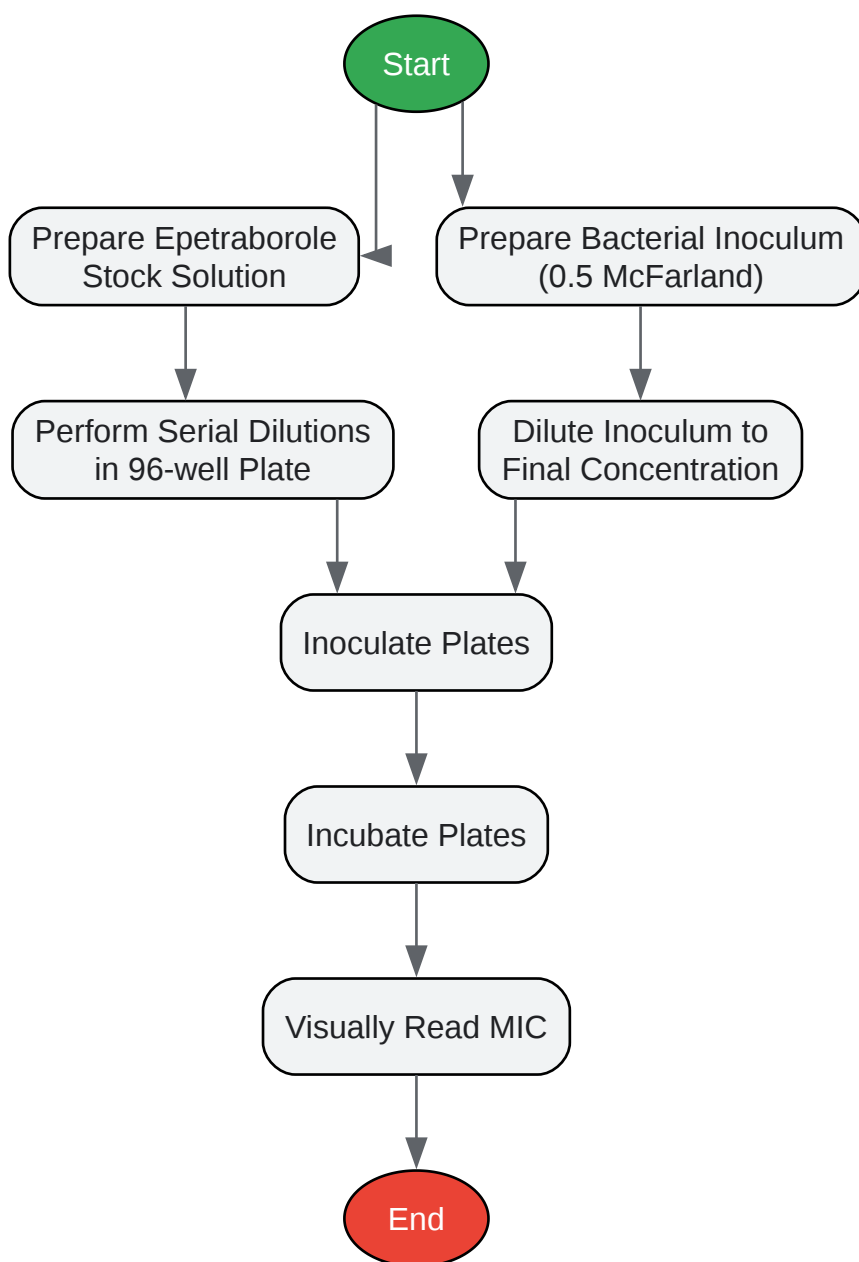 Start
Prepare Epetraborole
Stock Solution
Prepare Bacterial Inoculum
(0.5 McFarland)
Perform Serial Dilutions
in 96-well Plate
Dilute Inoculum to
Final Concentration
Inoculate Plates
Incubate Plates
Visually Read MIC
End